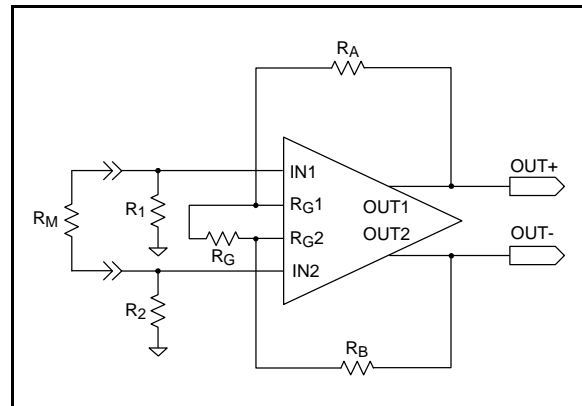 RA
IN1
OUT+
R1
RG1
OUT1
RM
RG2
OUT2
OUT-
RG
IN2
R2
RB